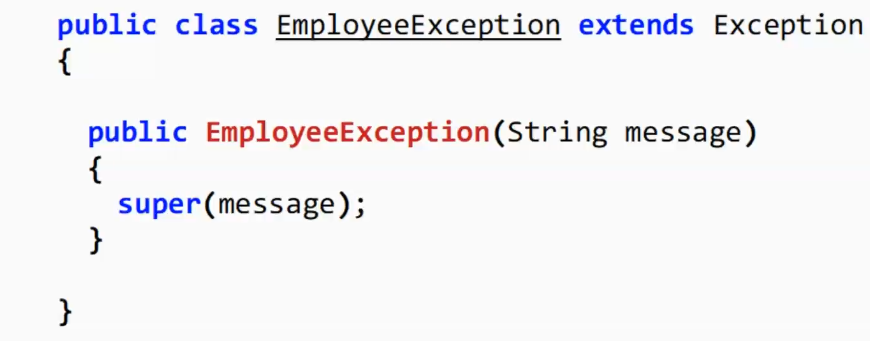 public class EmployeeException extends Exception
{
public EmployeeException(String message)
{
super(message);
}
}